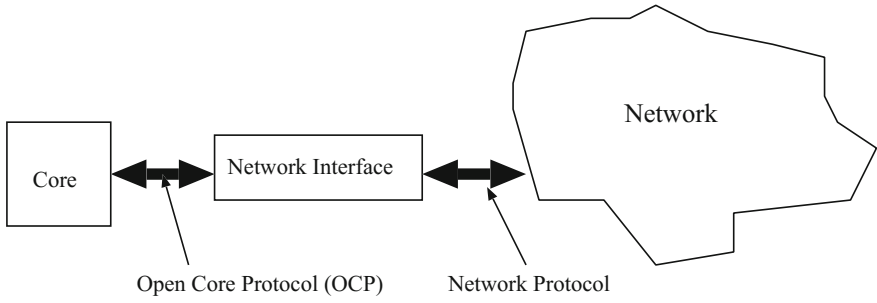 Network
Core
Network Interface
Open Core Protocol (OCP)
Network Protocol